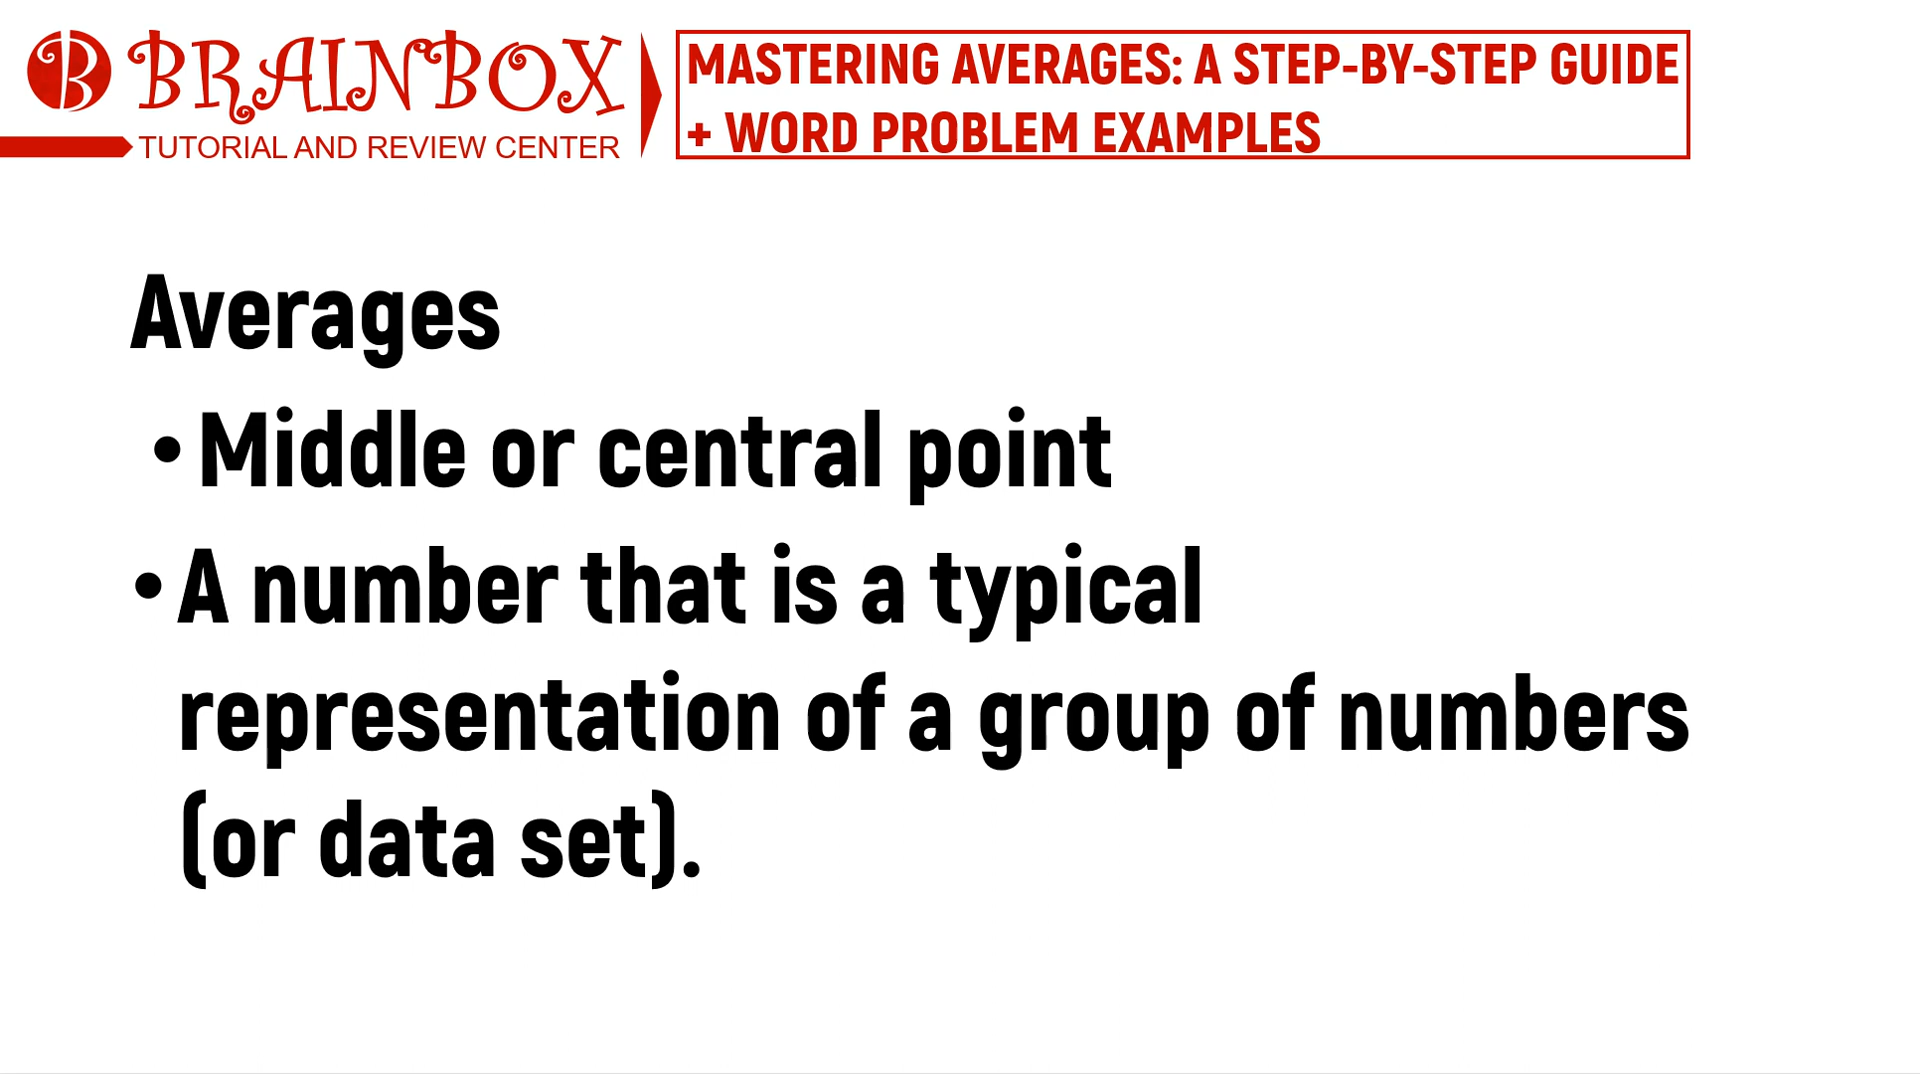 BRAINBOX
TUTORIAL AND REVIEW CENTER
MASTERING AVERAGES: A STEP-BY-STEP GUIDE
+ WORD PROBLEM EXAMPLES
Averages
• Middle or central point
• A number that is a typical
representation of a group of numbers
(or data set).